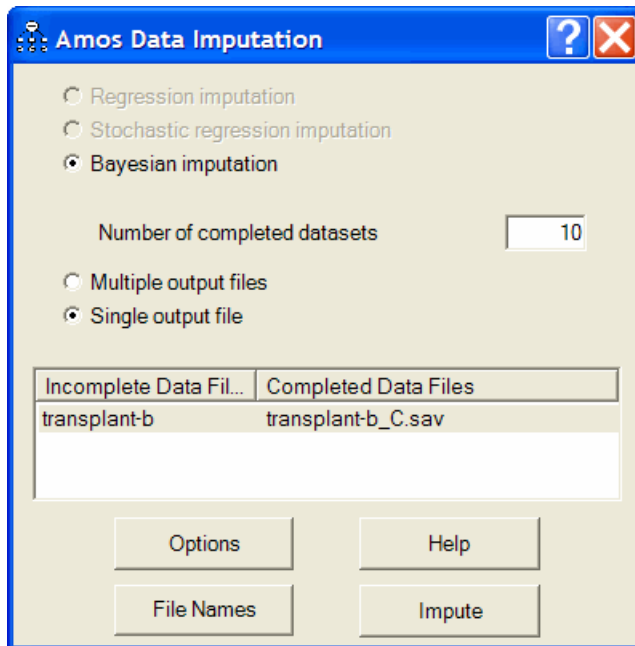 Amos Data Imputation
Regression imputation
Stochastic regression imputation
Bayesian imputation
Number of completed datasets 10
Multiple output files
Single output file
Incomplete Data Fil... Completed Data Files
transplant-b transplant-b_C.sav
Options Help
File Names Impute